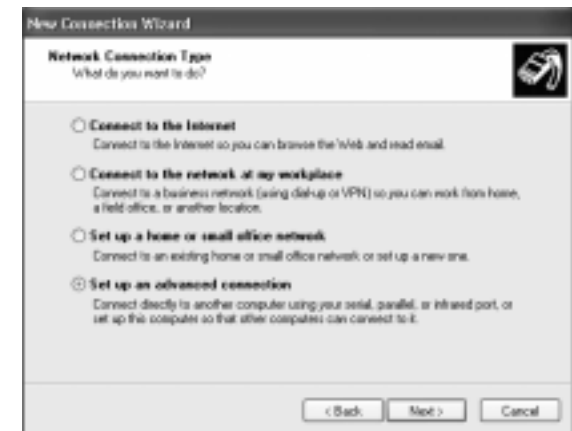 New Connection Wizard
Network Connection Type
What do you want to do?
Connect to the Internet
Connect to the Internet so you can browse the Web and read email.
Connect to the network at my workplace
Connect to a business network (using dial-up or VPN) so you can work from home,
a field office, or another location.
Set up a home or small office network
Connect to an existing home or small office network or set up a new one.
Set up an advanced connection
Connect directly to another computer using your serial, parallel, or infrared port, or
set up this computer so that other computers can connect to it.
< Back Next > Cancel